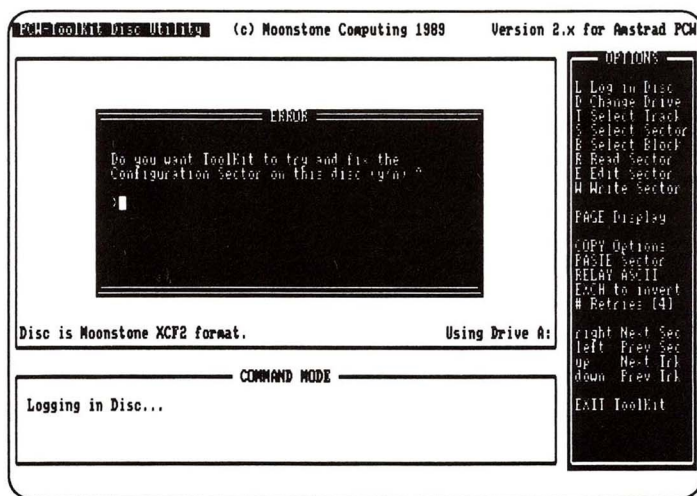 PCW-ToolKit Disc Utility (c) Moonstone Computing 1989 Version 2.x for Amstrad PCW
ERROR
Do you want ToolKit to try and fix the
Configuration Sector on this disc (y/n) ?
>
Disc is Moonstone XCF2 format. Using Drive A:
COMMAND MODE
Logging in Disc...
OPTIONS
L Log in Disc
D Change Drive
T Select Track
S Select Sector
B Select Block
R Read Sector
E Edit Sector
W Write Sector
PAGE Display
COPY Options
PASTE Sector
RELAY ASCII
EXCH to invert
# Retries [4]
right Next Sec
left Prev Sec
up Next Trk
down Prev Trk
EXIT ToolKit